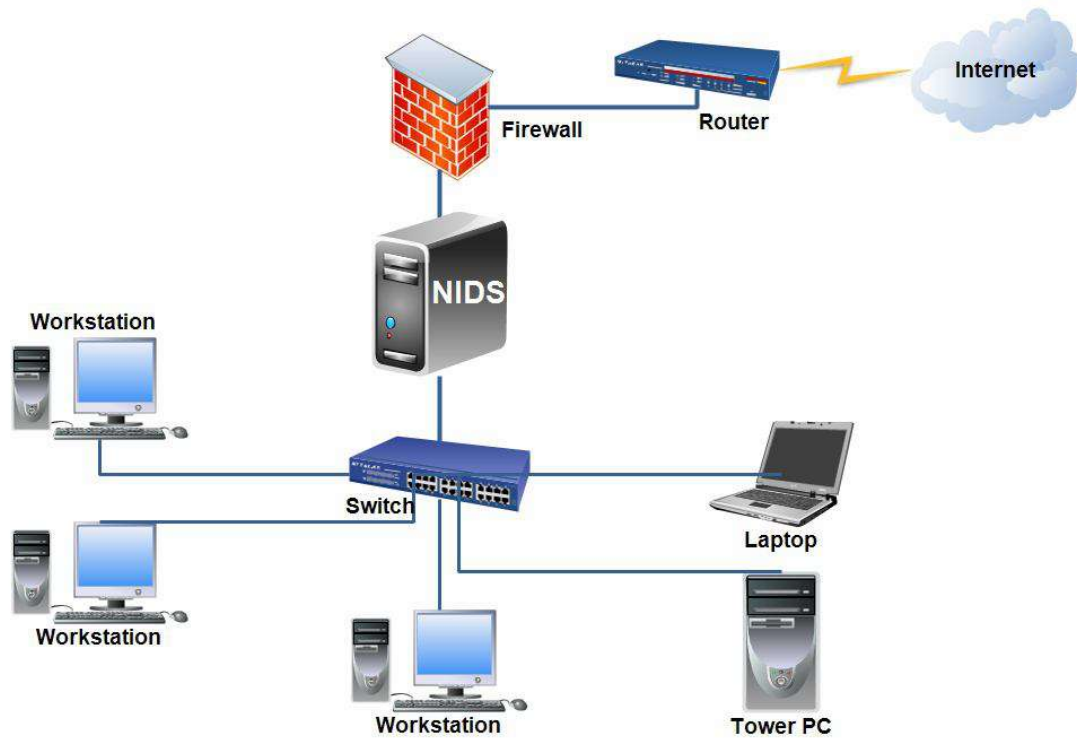 Internet
Firewall
Router
NIDS
Workstation
Switch
Laptop
Workstation
Workstation
Tower PC